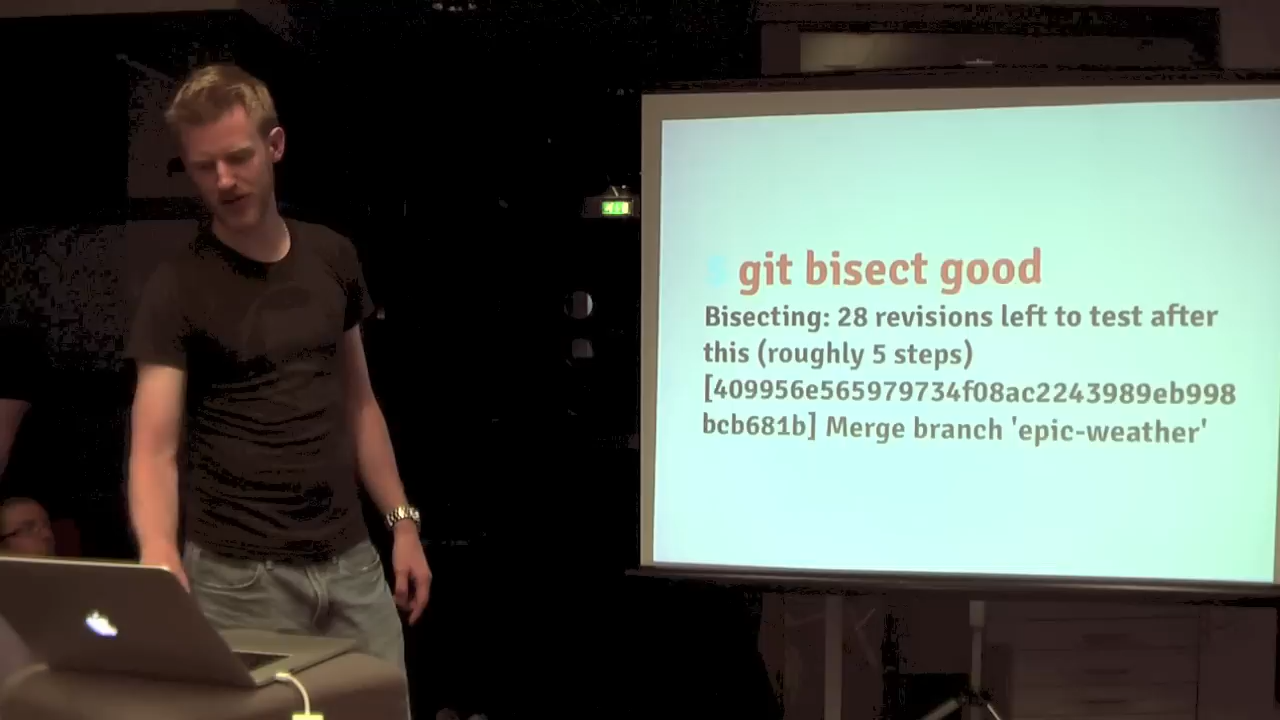 $ git bisect good
Bisecting: 28 revisions left to test after
this (roughly 5 steps)
[409956e565979734f08ac2243989eb998
bcb681b] Merge branch 'epic-weather'